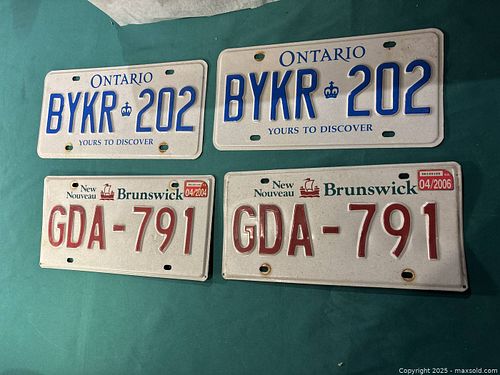 ONTARIO
BYKR 202
YOURS TO DISCOVER
ONTARIO
BYKR 202
YOURS TO DISCOVER
New Nouveau Brunswick
04/2004
GDA-791
New Nouveau Brunswick
04/2006
GDA-791
Copyright 2025 - maxsold.com